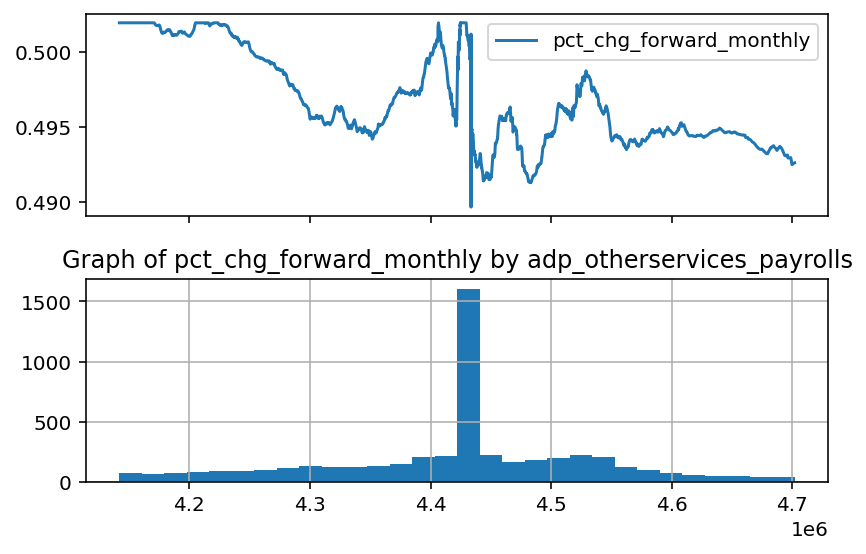 pct_chg_forward_monthly
0.500
0.495
0.490
Graph of pct_chg_forward_monthly by adp_otherservices_payrolls
1500
1000
500
0
4.2 4.3 4.4 4.5 4.6 4.7
1e6